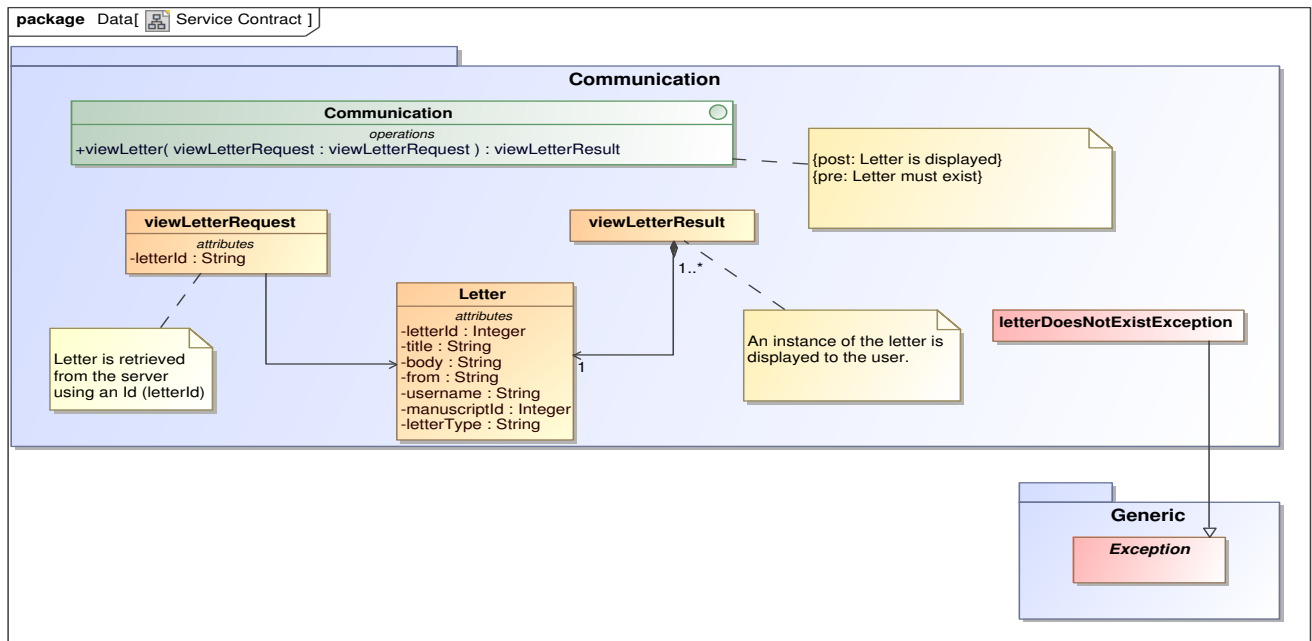 package Data[ Service Contract ]
Communication
Communication
operations
+viewLetter( viewLetterRequest : viewLetterRequest ) : viewLetterResult
{post: Letter is displayed}
{pre: Letter must exist}
viewLetterRequest
attributes
-letterId : String
viewLetterResult
1..*
Letter
attributes
-letterId : Integer
-title : String
-body : String
-from : String
-username : String
-manuscriptId : Integer
-letterType : String
1
Letter is retrieved
from the server
using an Id (letterId)
An instance of the letter is
displayed to the user.
letterDoesNotExistException
Generic
Exception